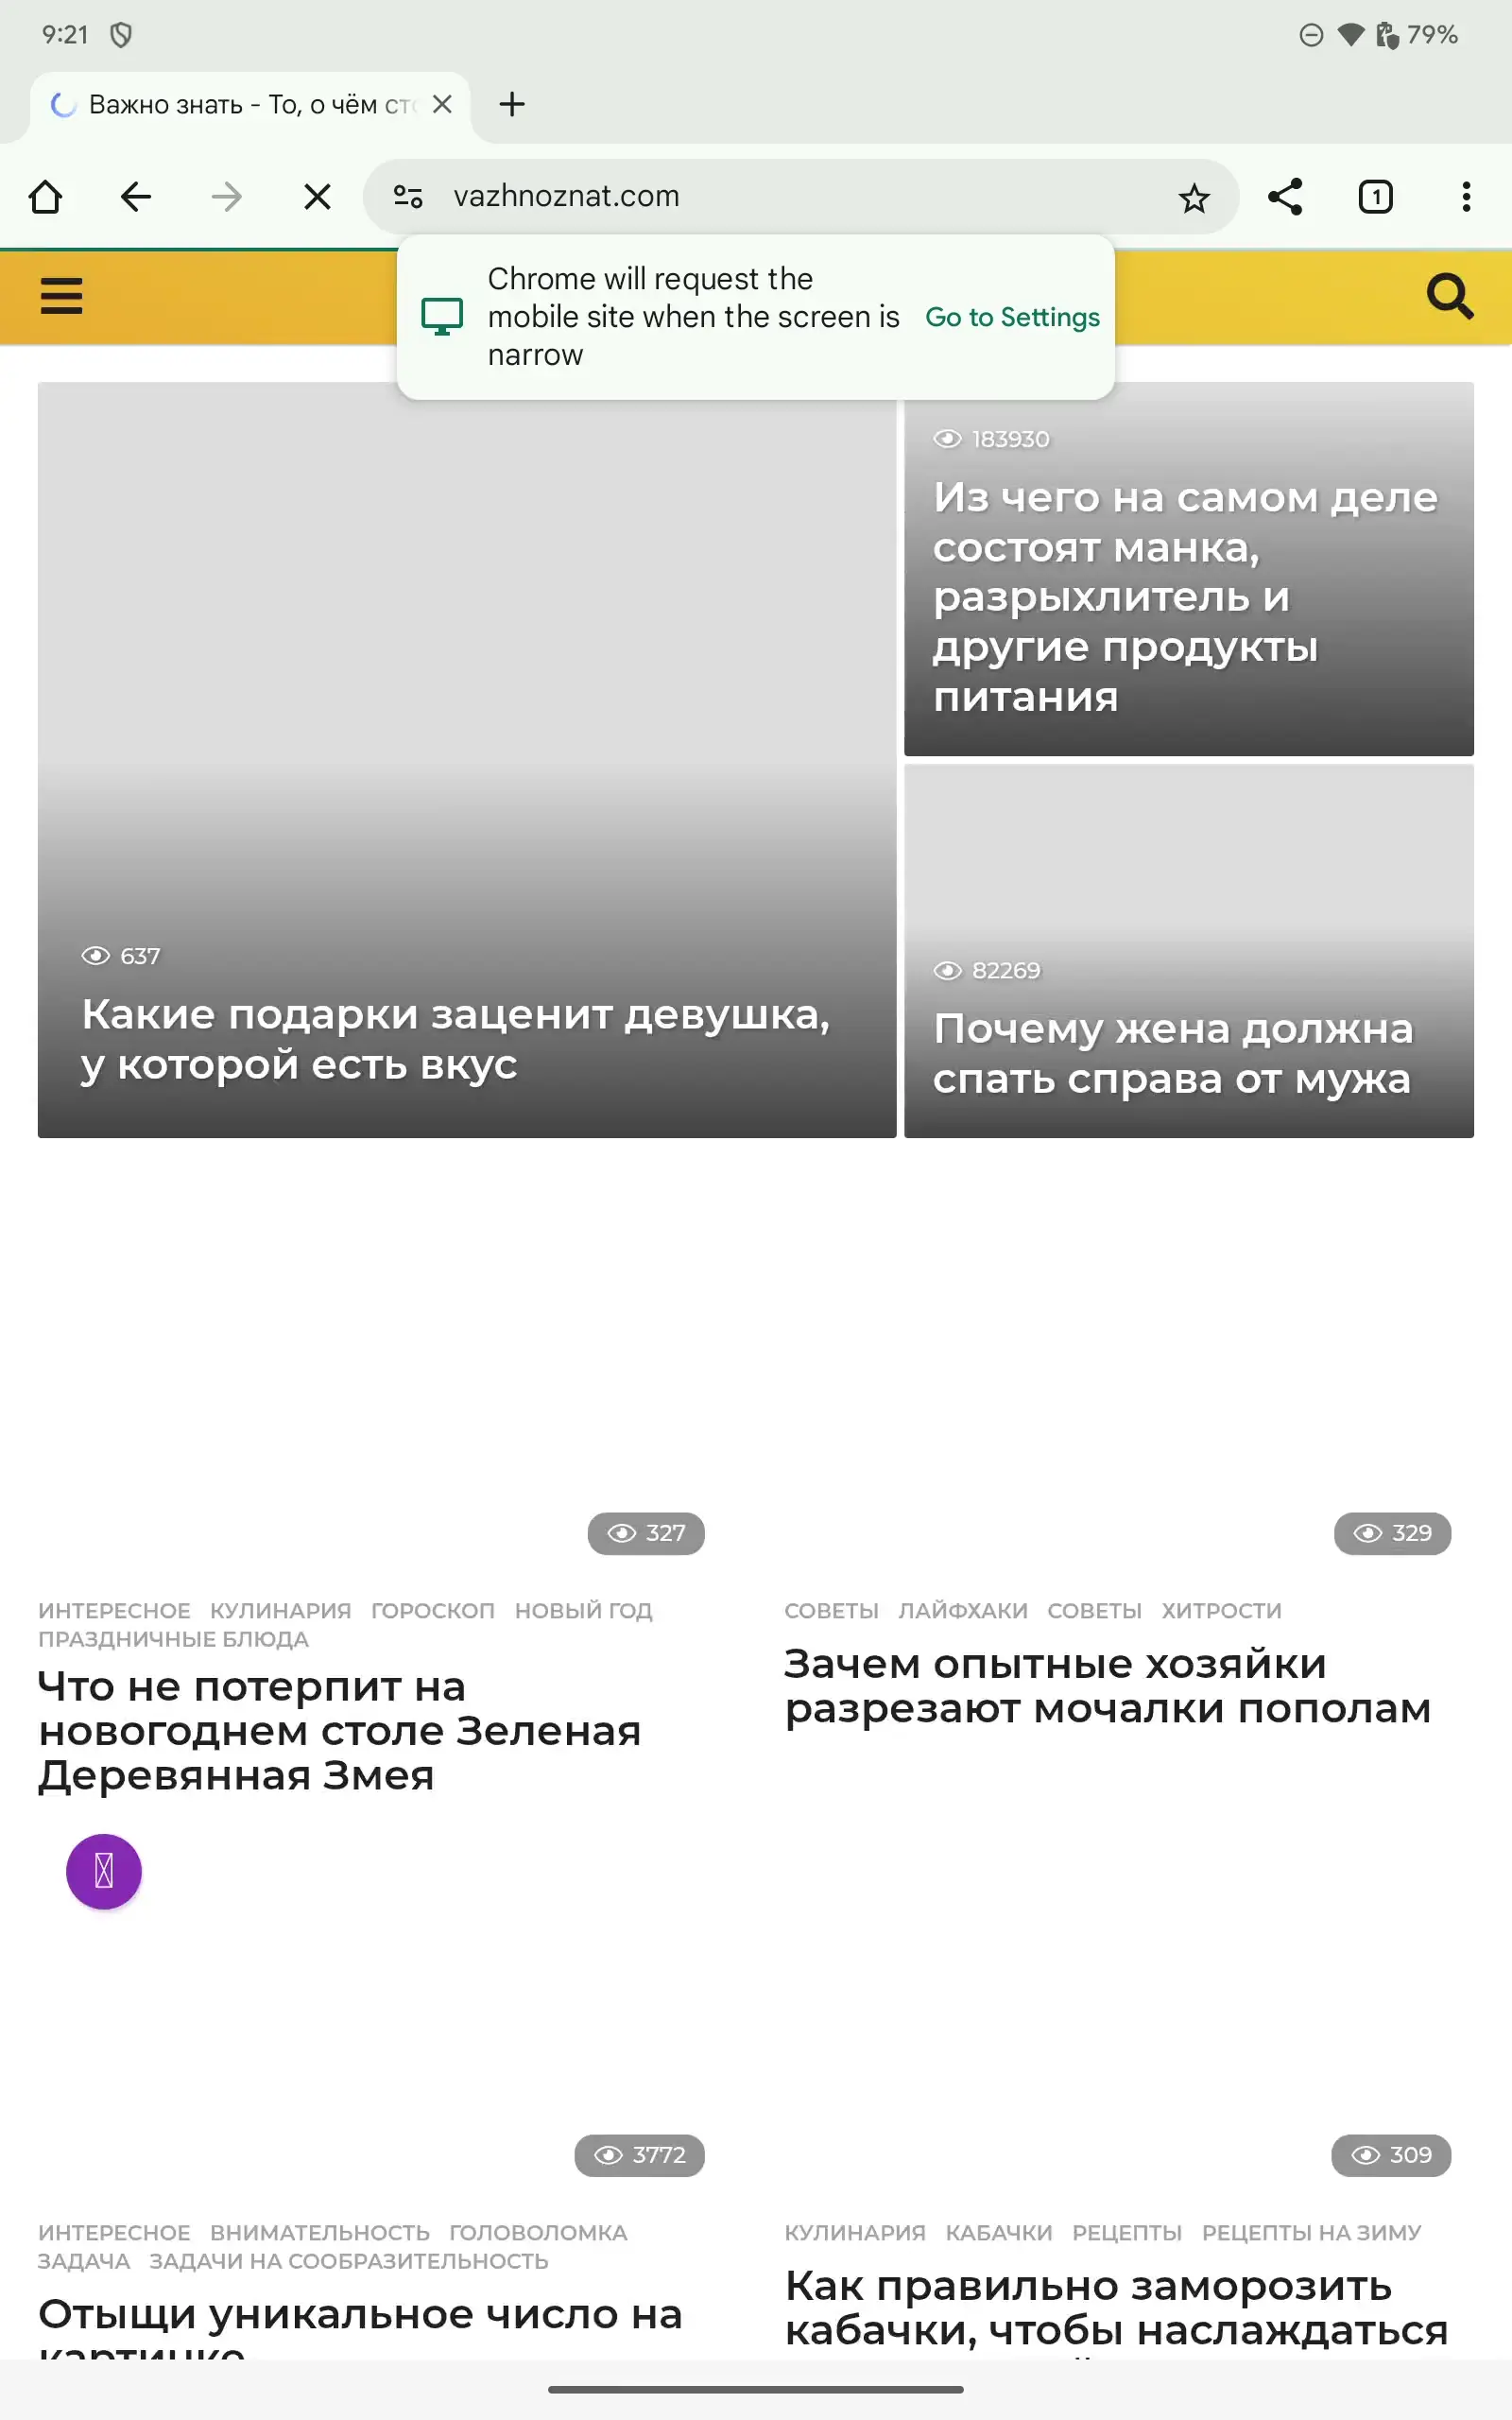 9:21
79%
Важно знать - То, о чём
vazhnoznat.com
1
Chrome will request the
mobile site when the screen is
narrow
Go to Settings
183930
Из чего на самом деле
состоят манка,
разрыхлитель и
другие продукты
питания
637
Какие подарки заценит девушка,
у которой есть вкус
82269
Почему жена должна
спать справа от мужа
327
ИНТЕРЕСНОЕ КУЛИНАРИЯ ГОРОСКОП НОВЫЙ ГОД
ПРАЗДНИЧНЫЕ БЛЮДА
Что не потерпит на
новогоднем столе Зеленая
Деревянная Змея
329
СОВЕТЫ ЛАЙФХАКИ СОВЕТЫ ХИТРОСТИ
Зачем опытные хозяйки
разрезают мочалки пополам
3772
ИНТЕРЕСНОЕ ВНИМАТЕЛЬНОСТЬ ГОЛОВОЛОМКА
ЗАДАЧА ЗАДАЧИ НА СООБРАЗИТЕЛЬНОСТЬ
Отыщи уникальное число на
картинке
309
КУЛИНАРИЯ КАБАЧКИ РЕЦЕПТЫ РЕЦЕПТЫ НА ЗИМУ
Как правильно заморозить
кабачки, чтобы наслаждаться